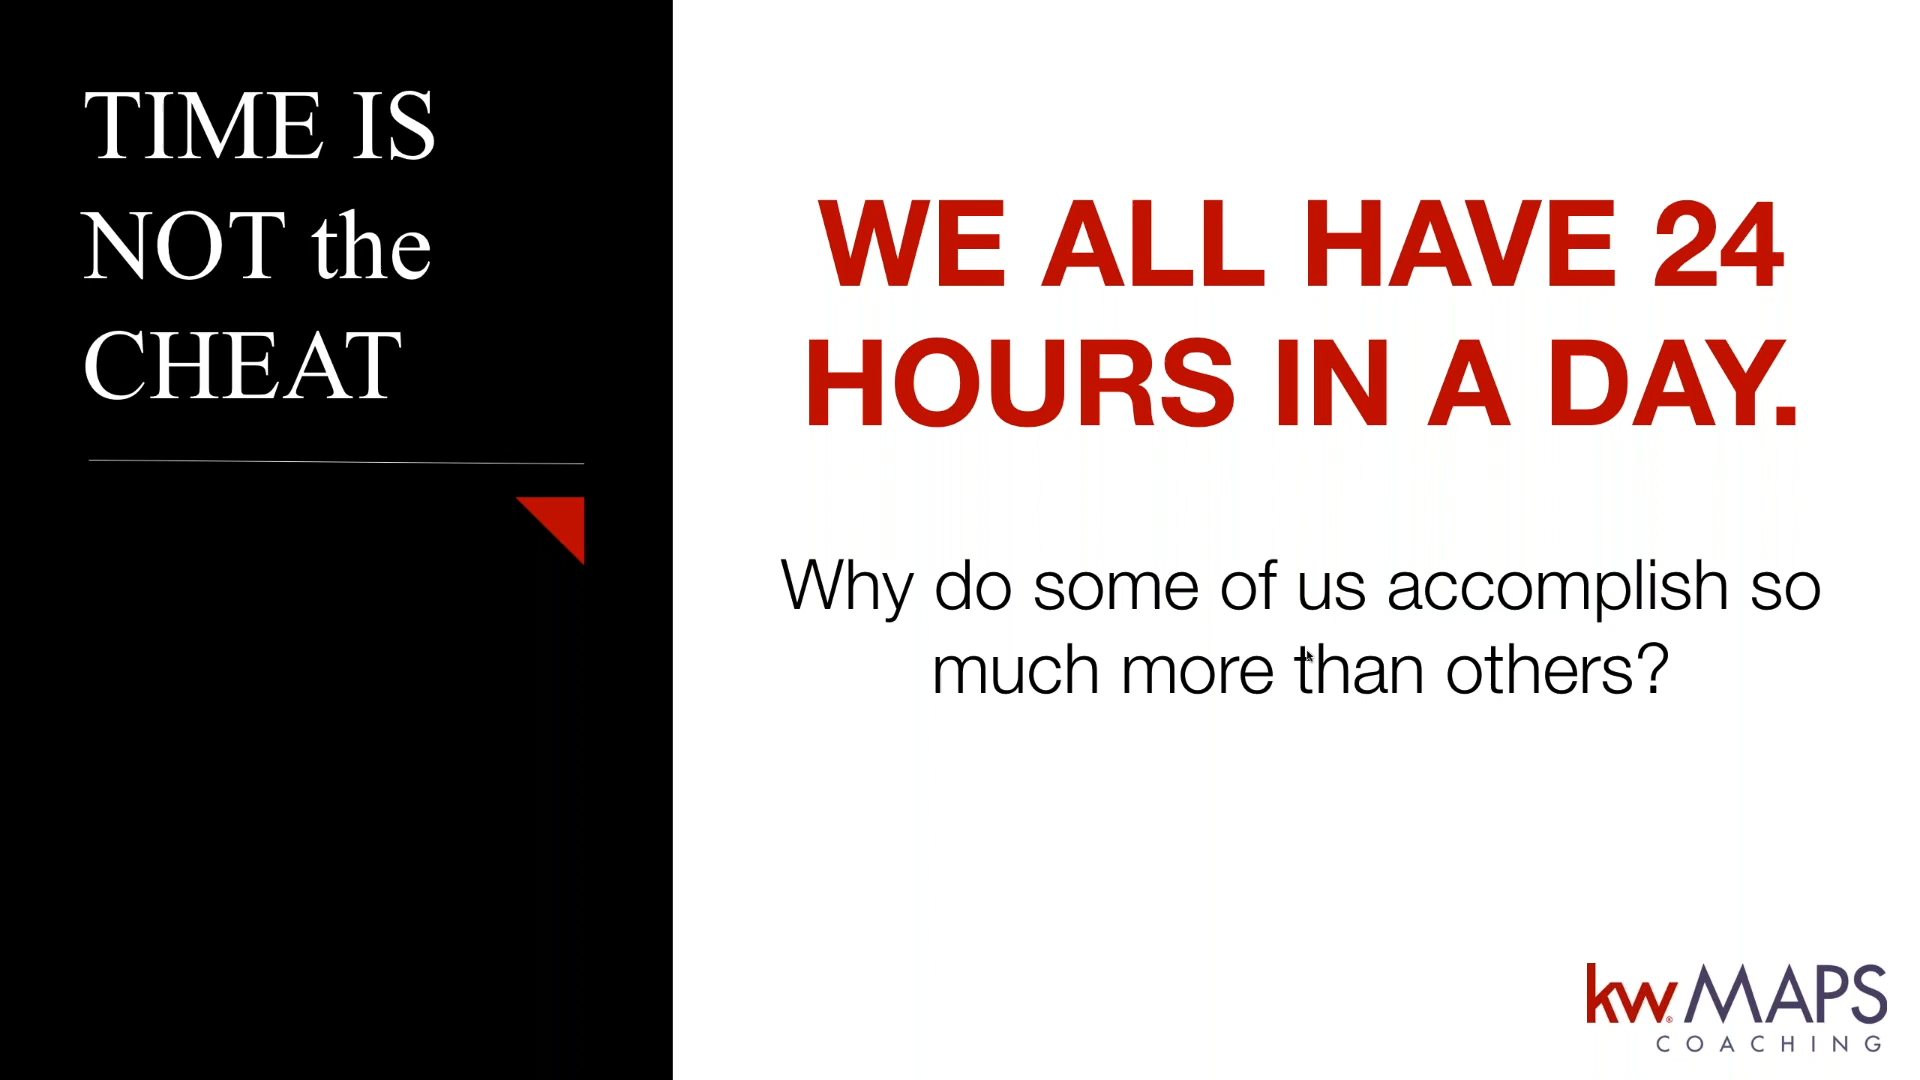 TIME IS
NOT the
CHEAT
WE ALL HAVE 24
HOURS IN A DAY.
Why do some of us accomplish so
much more than others?
kw® MAPS
COACHING